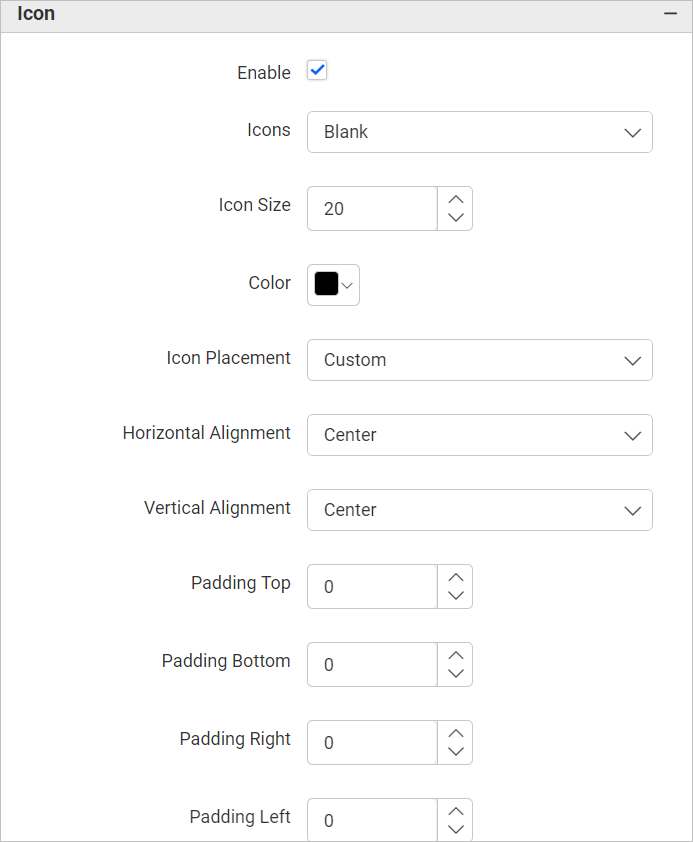 Icon
Enable
Icons Blank
Icon Size 20
Color
Icon Placement Custom
Horizontal Alignment Center
Vertical Alignment Center
Padding Top 0
Padding Bottom 0
Padding Right 0
Padding Left 0